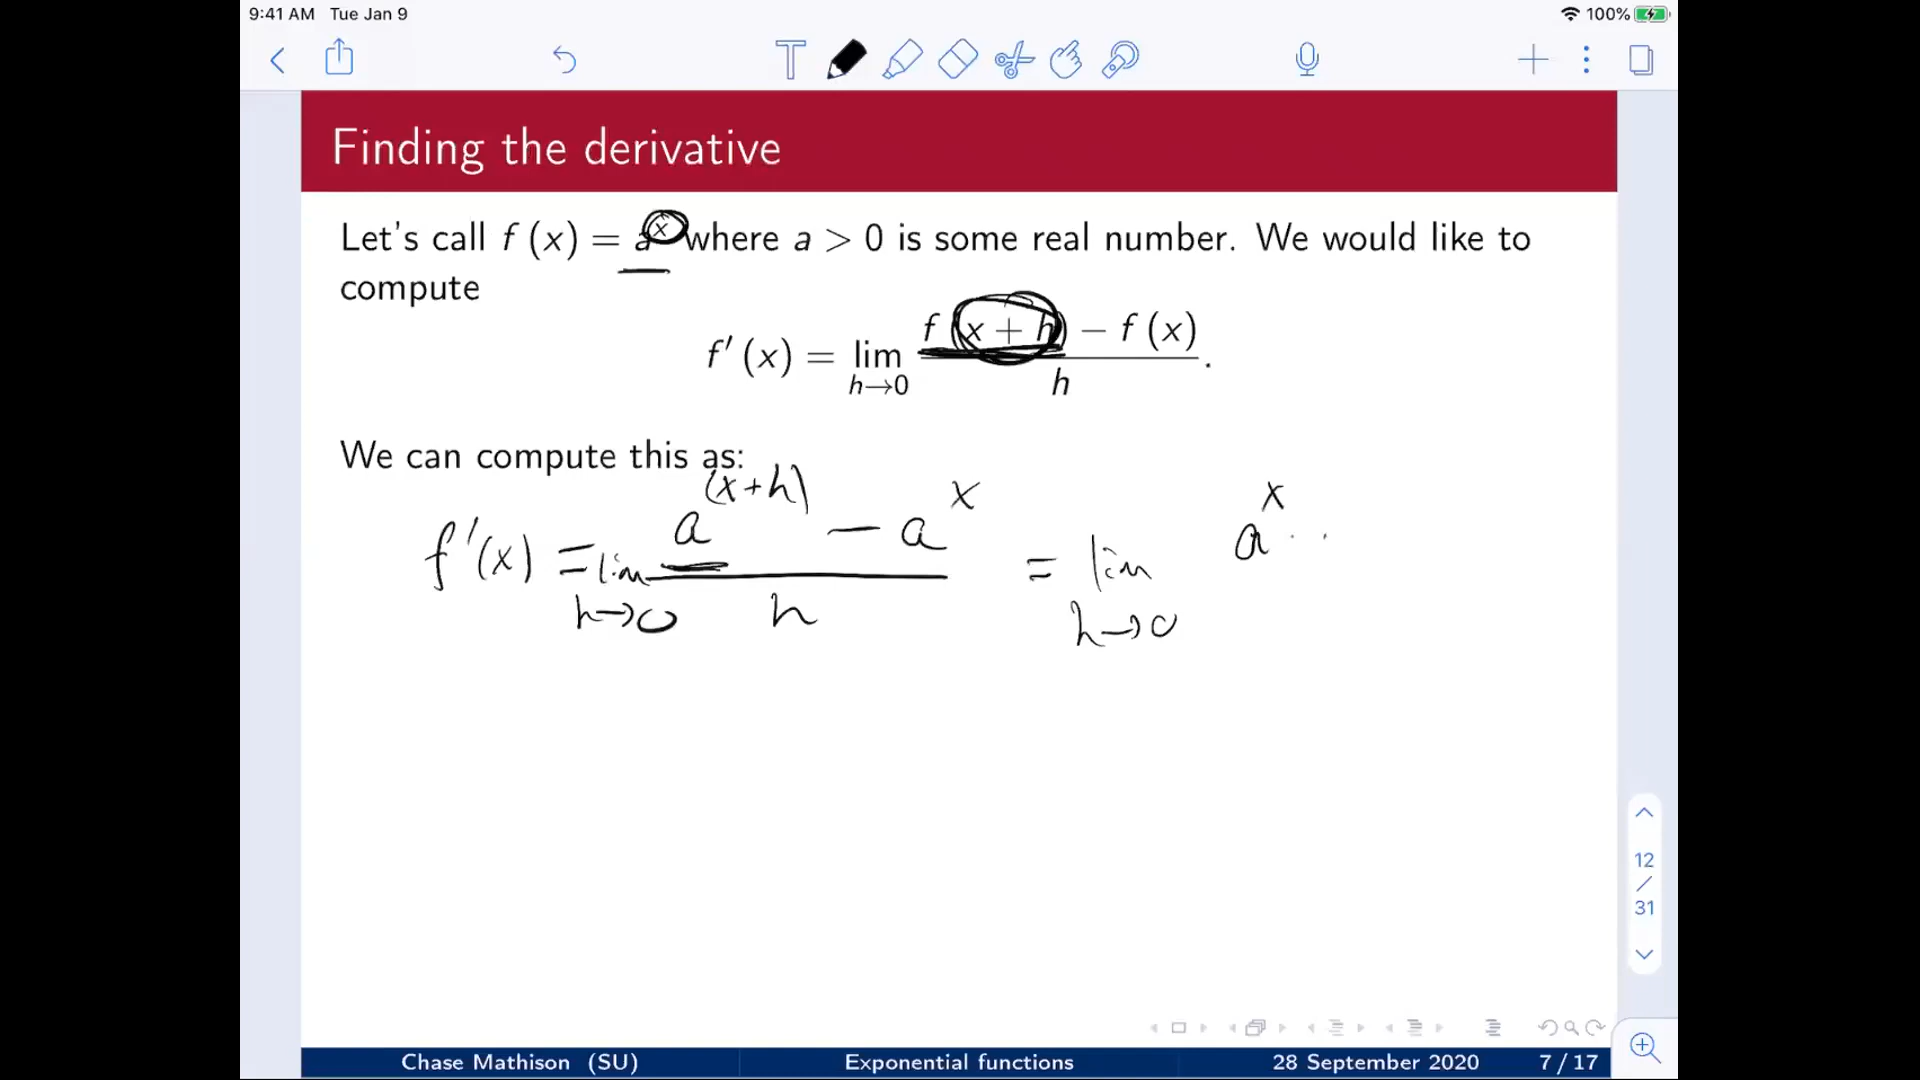 9:41 AM Tue Jan 9 100%
Finding the derivative
Let's call f (x) = a^x where a > 0 is some real number. We would like to
compute
f′ (x) = lim_{h→0} \frac{f (x + h) − f (x)}{h}.
We can compute this as:
f'(x) = lim_{h→0} \frac{a^{(x+h)} − a^x}{h} = lim_{h→0} a^x ·
12
/
31
Chase Mathison (SU) Exponential functions 28 September 2020 7 / 17